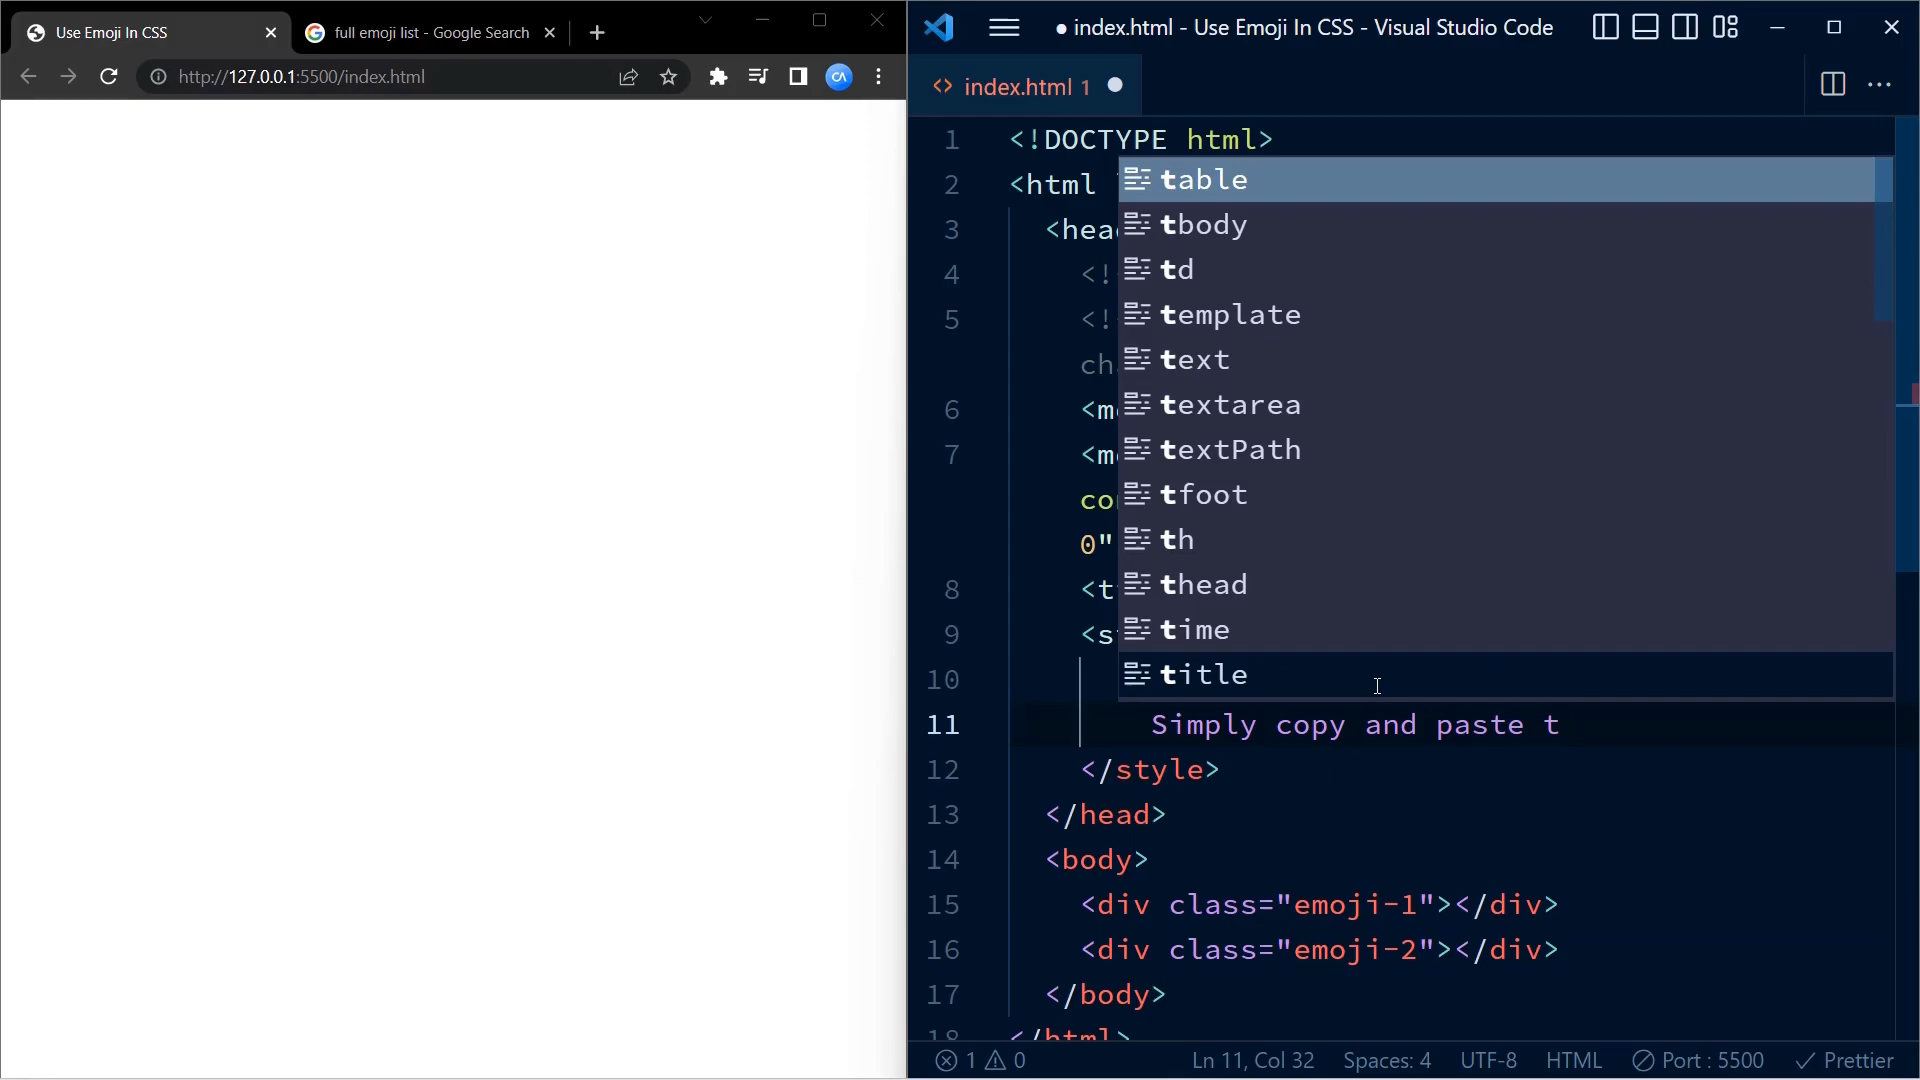 Use Emoji In CSS
full emoji list - Google Search
http://127.0.0.1:5500/index.html
CA
index.html - Use Emoji In CSS - Visual Studio Code
index.html 1
1 <!DOCTYPE html>
2 <html
3 <hea
4 <!
5 <!
ch
6 <m
7 <m
co
0"
8 <t
9 <s
10
table
tbody
td
template
text
textarea
textPath
tfoot
th
thead
time
title
11 Simply copy and paste t
12 </style>
13 </head>
14 <body>
15 <div class="emoji-1"></div>
16 <div class="emoji-2"></div>
17 </body>
18 </html>
1 0
Ln 11, Col 32
Spaces: 4
UTF-8
HTML
Port : 5500
Prettier